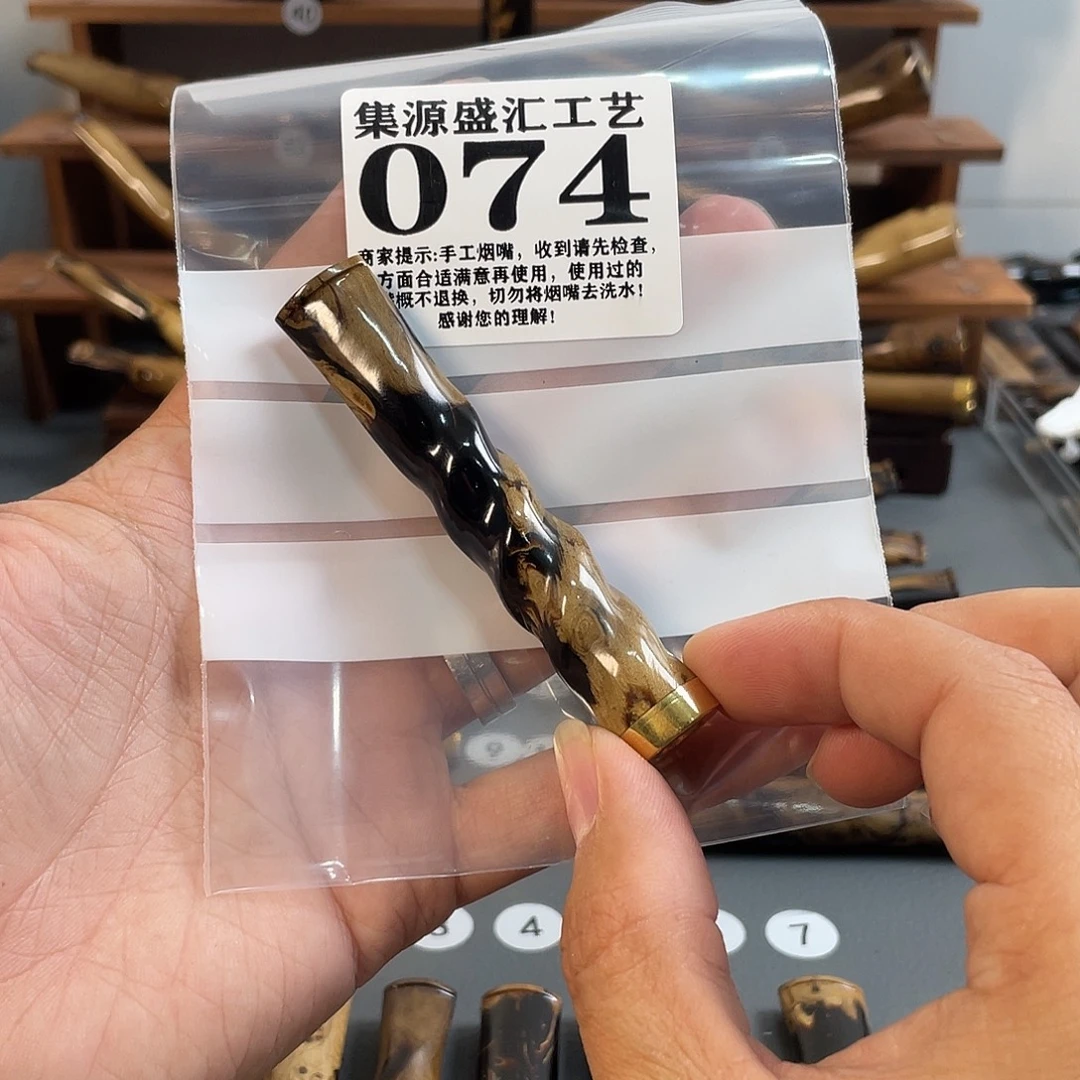 集源盛汇工艺
074
商家提示:手工烟嘴，收到请先检查，
方面合适满意再使用，使用过的
概不退换，切勿将烟嘴去洗水!
感谢您的理解!
4
7